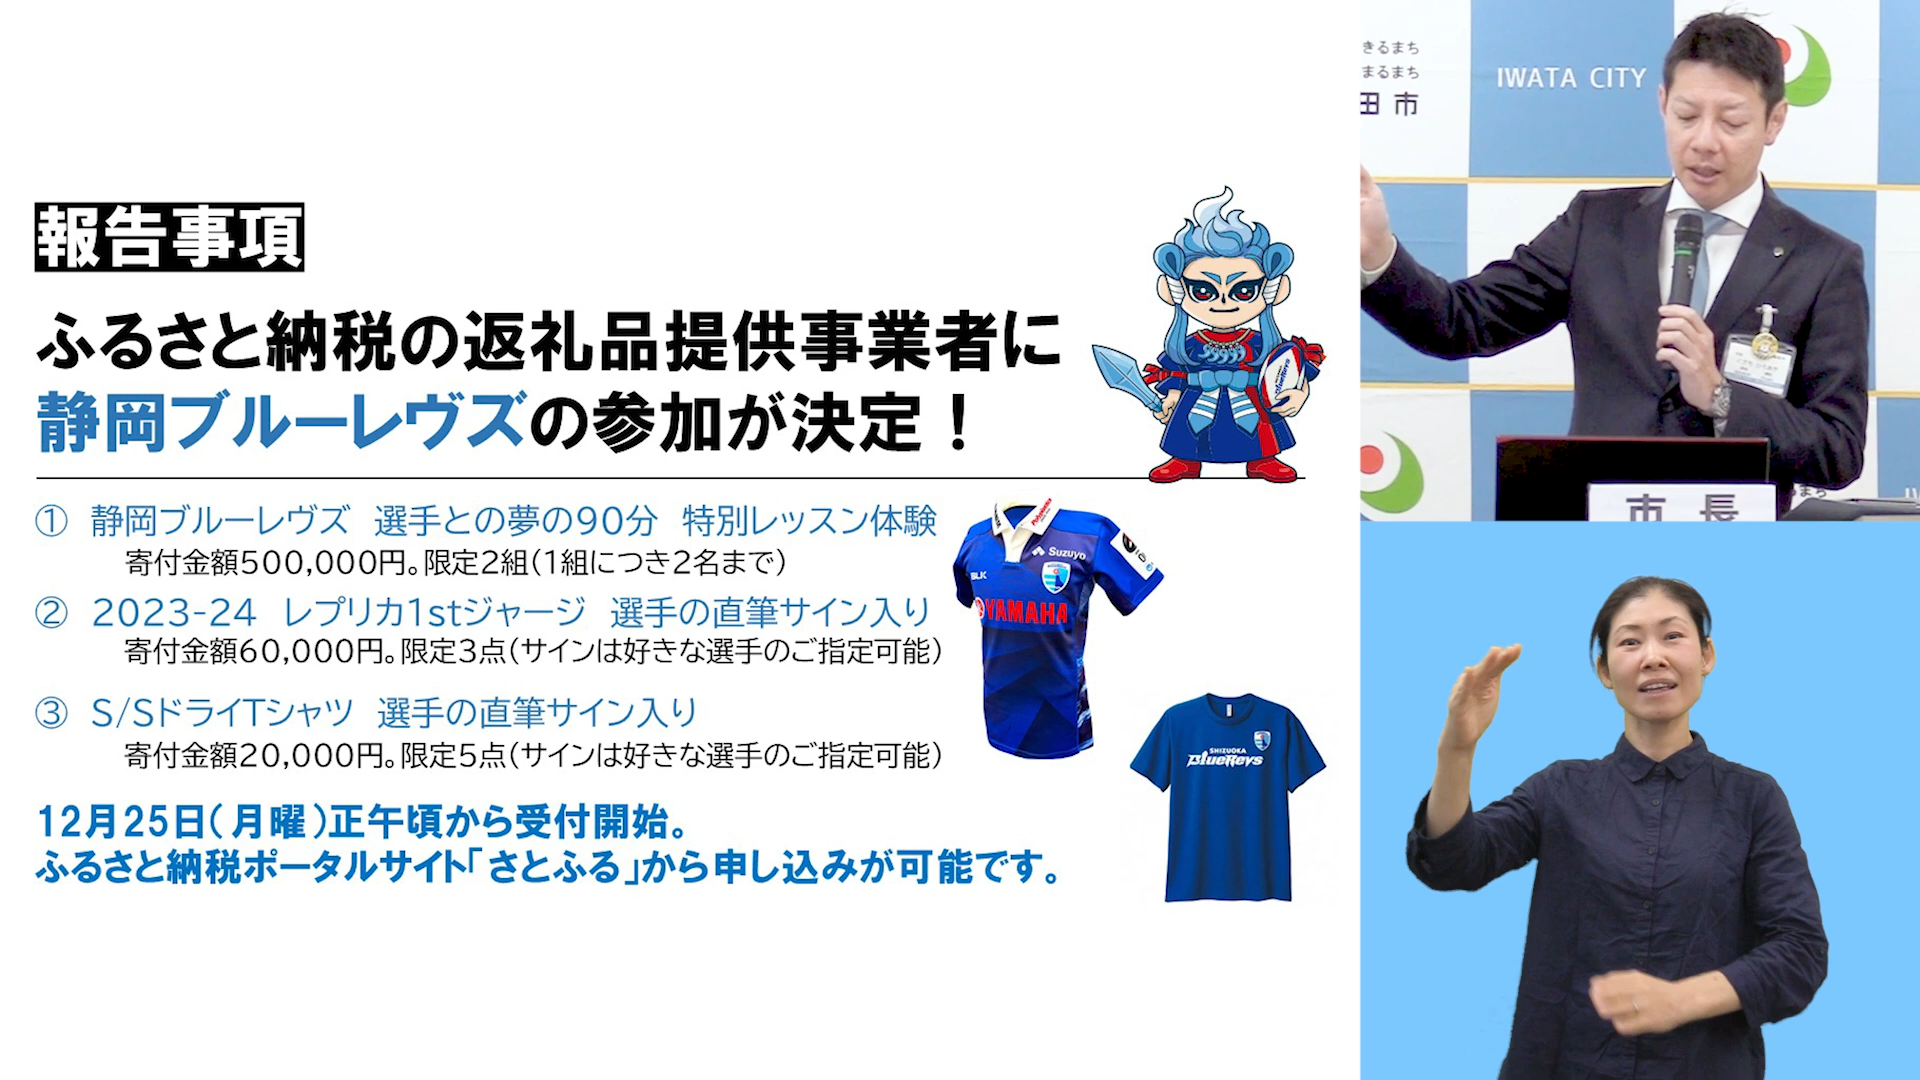 報告事項
ふるさと納税の返礼品提供事業者に
静岡ブルーレヴズの参加が決定！
① 静岡ブルーレヴズ 選手との夢の90分 特別レッスン体験
寄付金額500,000円。限定2組（1組につき2名まで）
② 2023-24 レプリカ1stジャージ 選手の直筆サイン入り
寄付金額60,000円。限定3点（サインは好きな選手のご指定可能）
③ S/SドライTシャツ 選手の直筆サイン入り
寄付金額20,000円。限定5点（サインは好きな選手のご指定可能）
12月25日（月曜）正午頃から受付開始。
ふるさと納税ポータルサイト「さとふる」から申し込みが可能です。
Suzuyo
BLK
YAMAHA
SHIZUOKA
BlueRevs
きるまち
まるまち
田市
IWATA CITY
市長